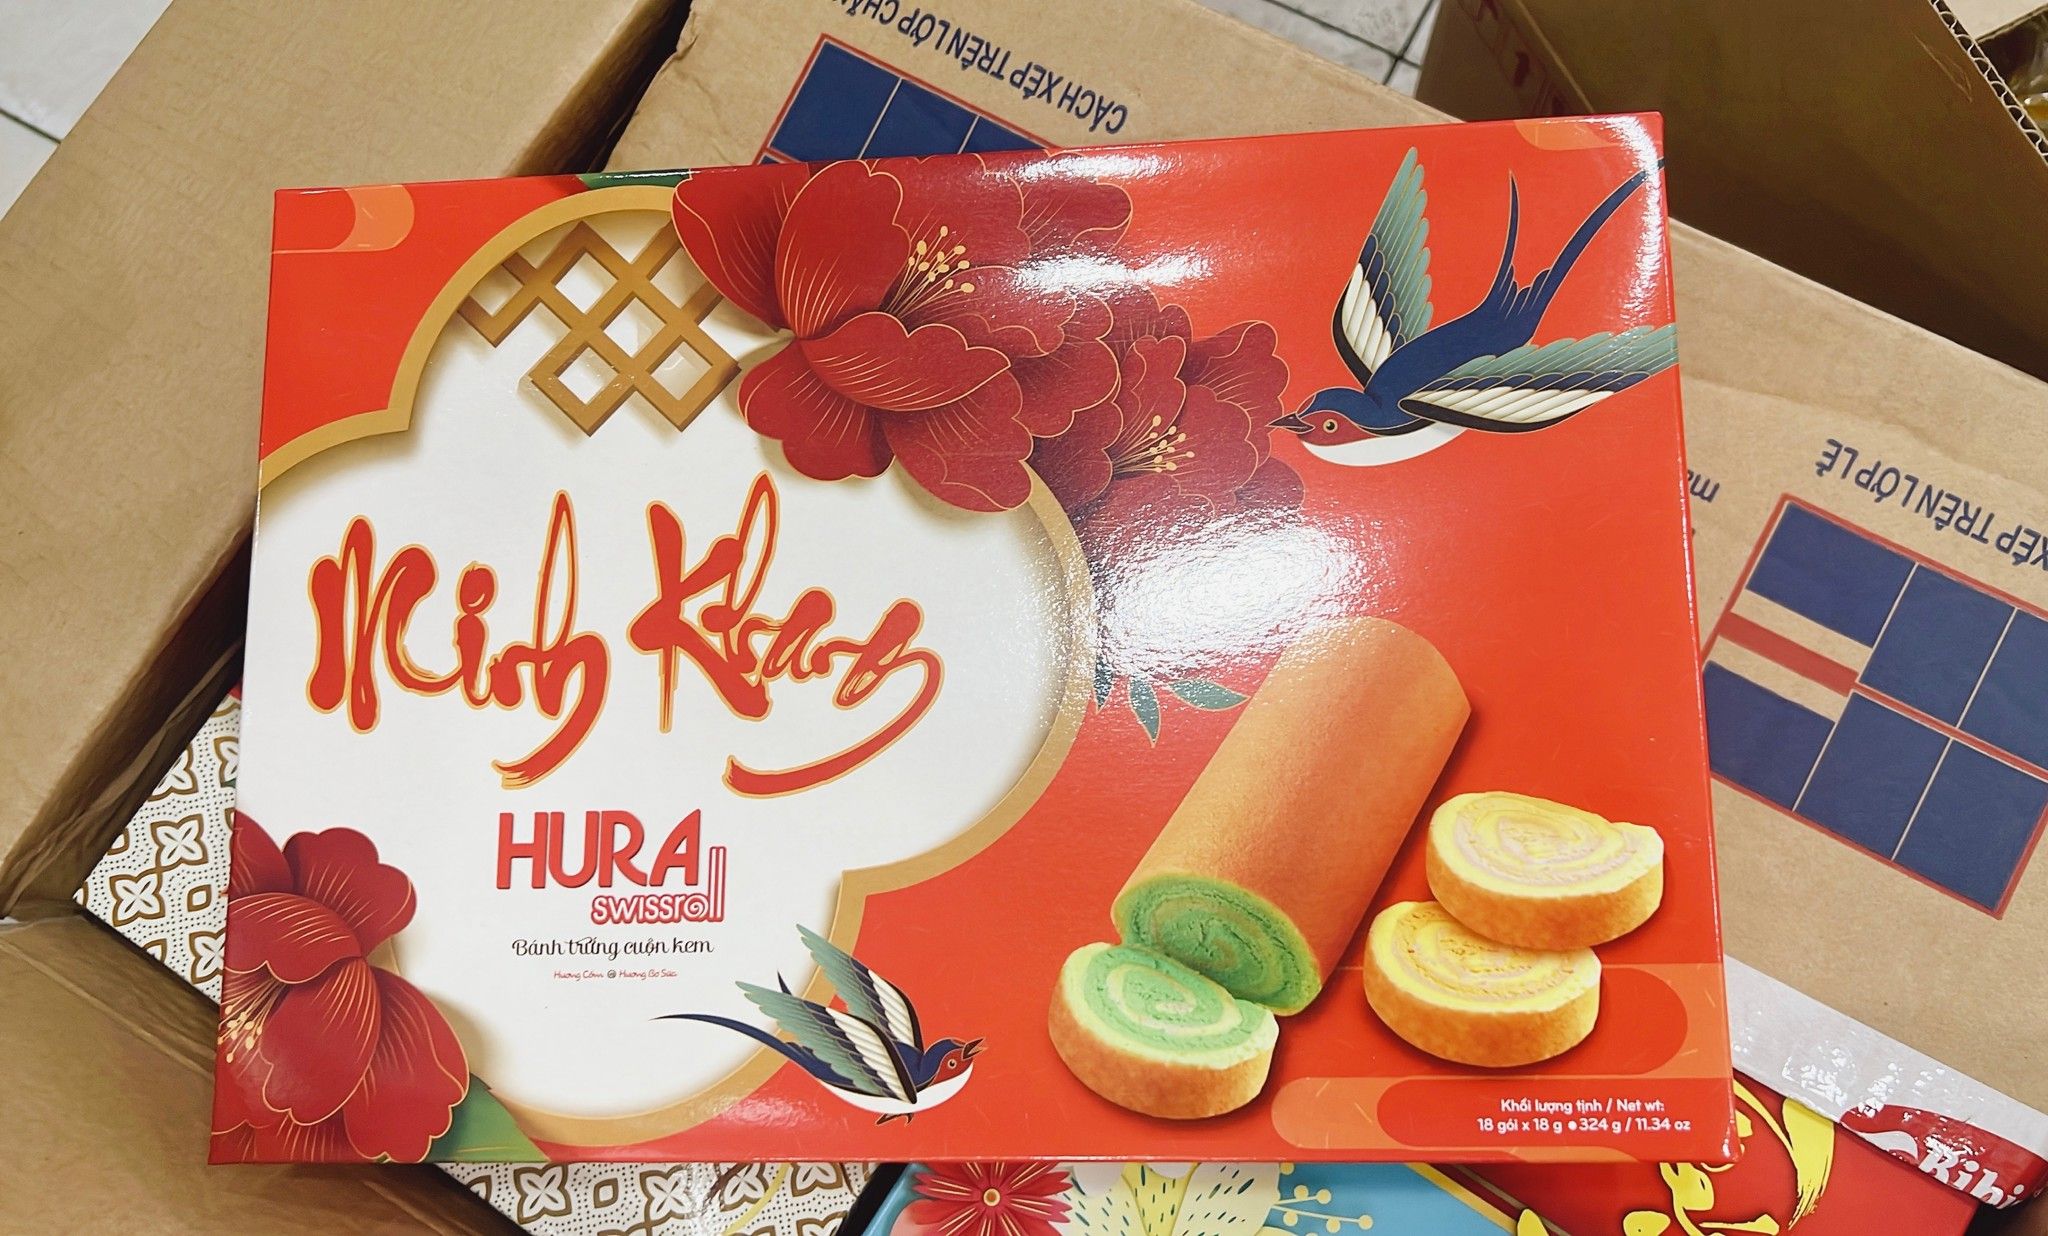 CÁCH XẾP TRÊN LỚP CHẴN
XẾP TRÊN LỚP LẺ
Minh Khang
HURA
swissroll
Bánh trứng cuộn kem
Hương Cốm @ Hương Bơ Sữa
Khối lượng tịnh / Net wt:
18 gói x 18 g ● 324 g / 11.34 oz
Bibi